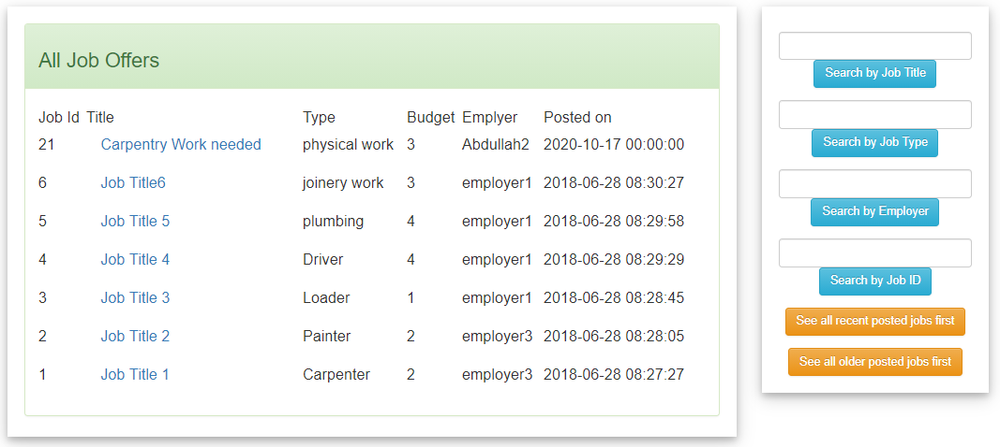 All Job Offers
Job Id Title Type Budget Emplyer Posted on
21 Carpentry Work needed physical work 3 Abdullah2 2020-10-17 00:00:00
6 Job Title6 joinery work 3 employer1 2018-06-28 08:30:27
5 Job Title 5 plumbing 4 employer1 2018-06-28 08:29:58
4 Job Title 4 Driver 4 employer1 2018-06-28 08:29:29
3 Job Title 3 Loader 1 employer1 2018-06-28 08:28:45
2 Job Title 2 Painter 2 employer3 2018-06-28 08:28:05
1 Job Title 1 Carpenter 2 employer3 2018-06-28 08:27:27
Search by Job Title
Search by Job Type
Search by Employer
Search by Job ID
See all recent posted jobs first
See all older posted jobs first